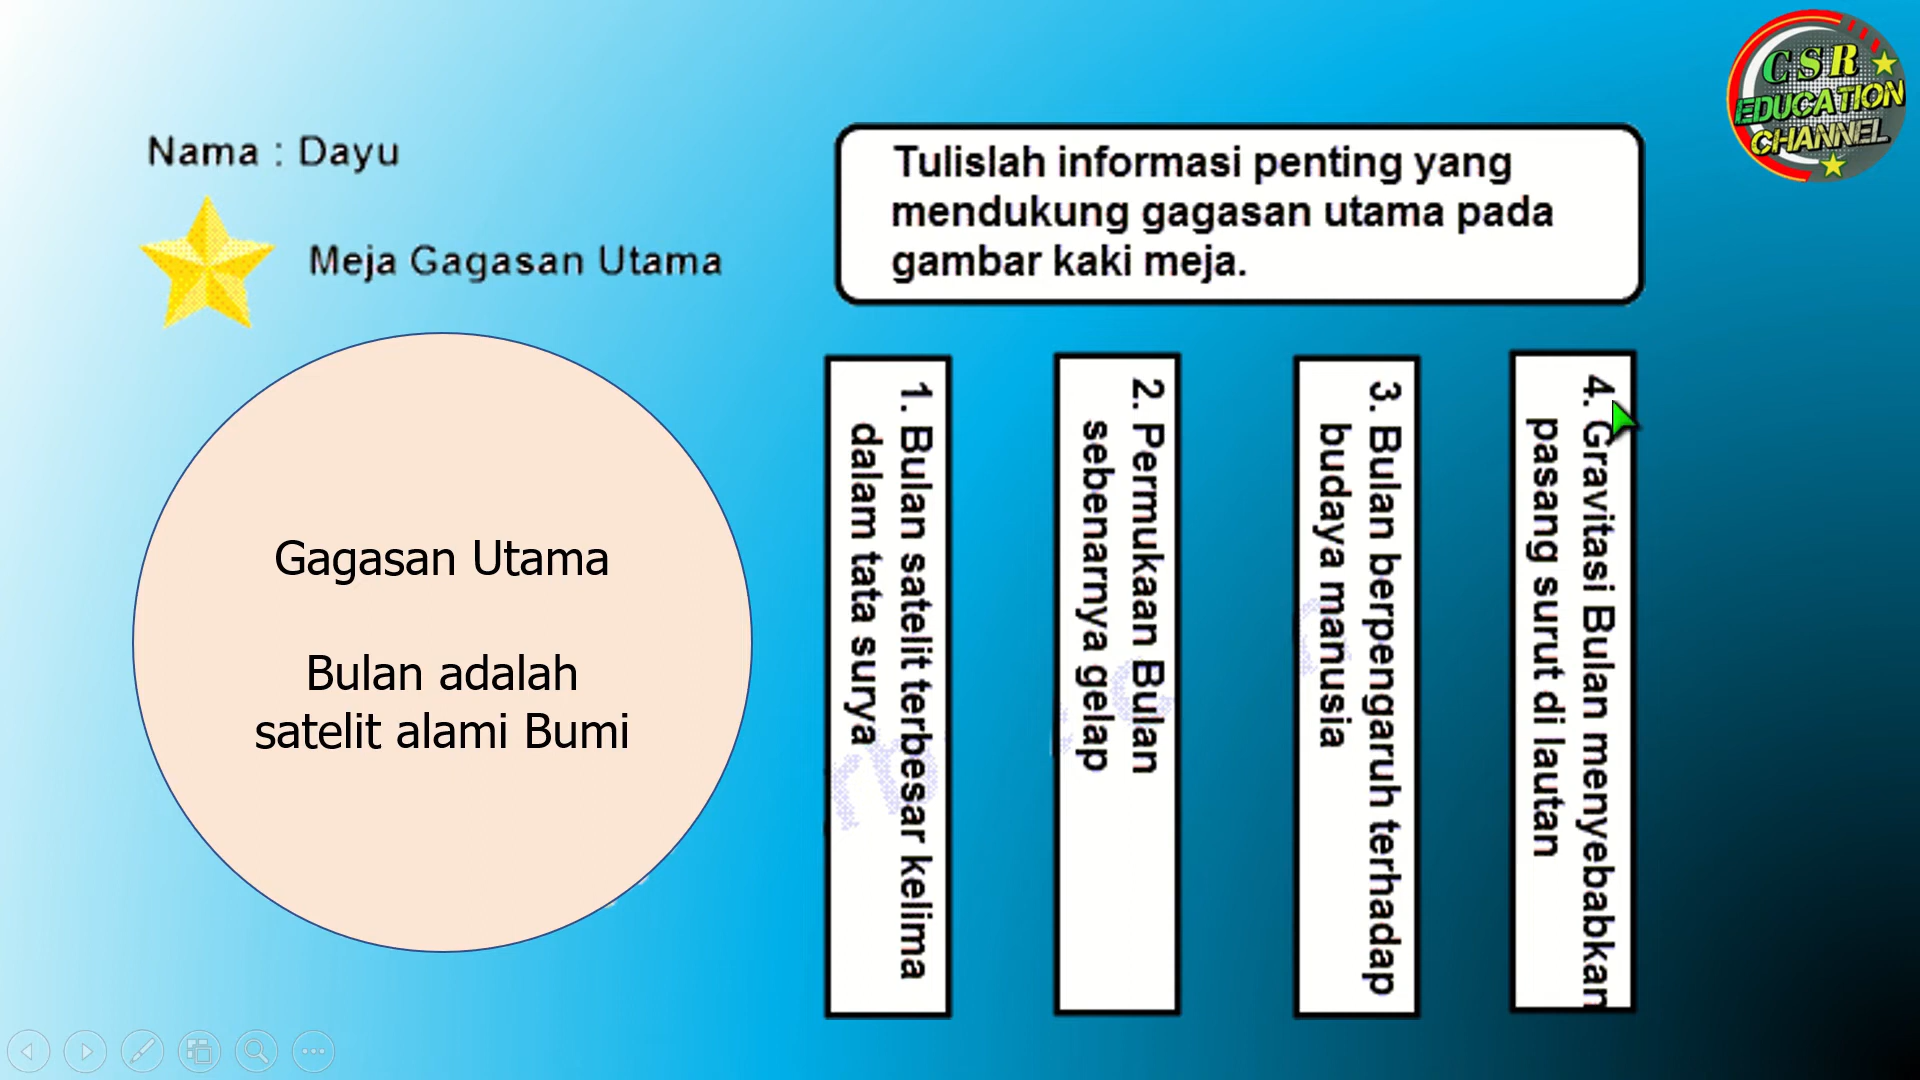 Nama : Dayu
Meja Gagasan Utama
Tulislah informasi penting yang
mendukung gagasan utama pada
gambar kaki meja.
Gagasan Utama
Bulan adalah
satelit alami Bumi
1. Bulan satelit terbesar kelima
dalam tata surya
2. Permukaan Bulan
sebenarnya gelap
3. Bulan berpengaruh terhadap
budaya manusia
4. Gravitasi Bulan menyebabkan
pasang surut di lautan
CSR
EDUCATION
CHANNEL